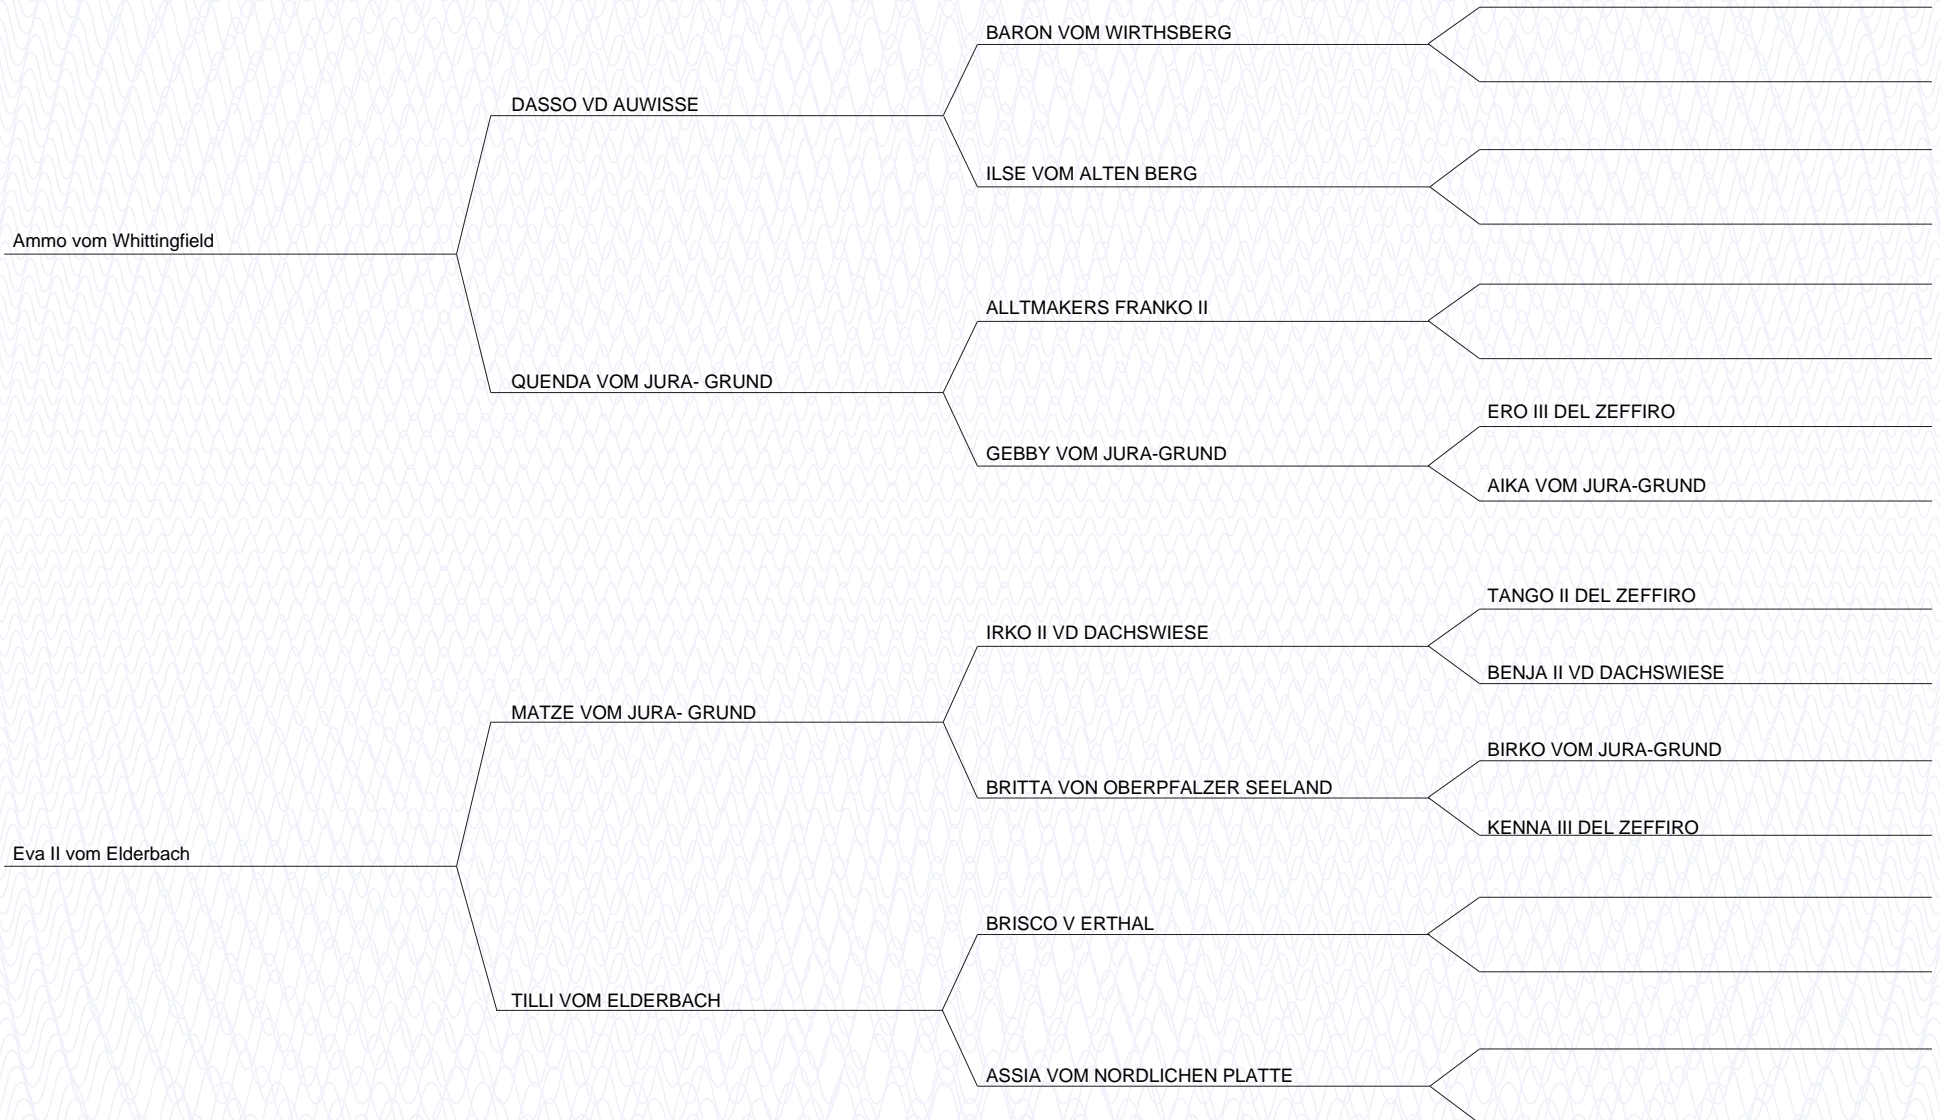 BARON VOM WIRTHSBERG
DASSO VD AUWISSE
ILSE VOM ALTEN BERG
Ammo vom Whittingfield
ALLTMAKERS FRANKO II
QUENDA VOM JURA- GRUND
ERO III DEL ZEFFIRO
GEBBY VOM JURA-GRUND
AIKA VOM JURA-GRUND
TANGO II DEL ZEFFIRO
IRKO II VD DACHSWIESE
BENJA II VD DACHSWIESE
MATZE VOM JURA- GRUND
BIRKO VOM JURA-GRUND
BRITTA VON OBERPFALZER SEELAND
KENNA III DEL ZEFFIRO
Eva II vom Elderbach
BRISCO V ERTHAL
TILLI VOM ELDERBACH
ASSIA VOM NORDLICHEN PLATTE